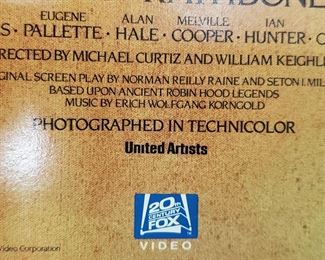 EUGENE ALAN MELVILLE IAN
S • PALLETTE • HALE • COOPER • HUNTER •
RECTED BY MICHAEL CURTIZ AND WILLIAM KEIGHL
GINAL SCREEN PLAY BY NORMAN REILLY RAINE AND SETON I. MIL
BASED UPON ANCIENT ROBIN HOOD LEGENDS
MUSIC BY ERICH WOLFGANG KORNGOLD
PHOTOGRAPHED IN TECHNICOLOR
United Artists
20th
CENTURY
FOX
VIDEO
Video Corporation